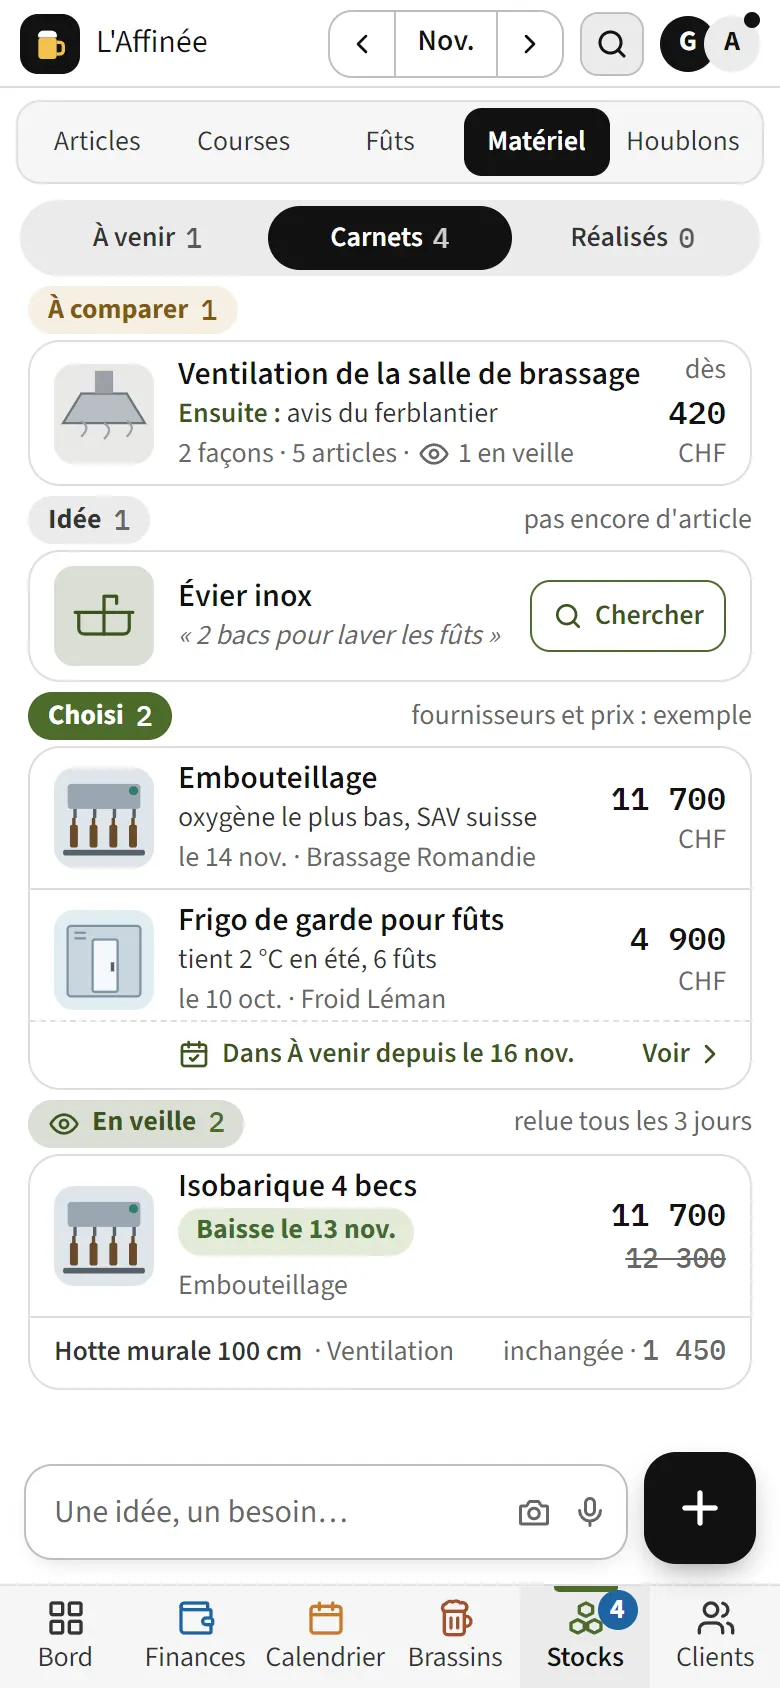 L'Affinée
Nov.
G A
Articles Courses Fûts Matériel Houblons
À venir 1 Carnets 4 Réalisés 0
À comparer 1
Ventilation de la salle de brassage
Ensuite : avis du ferblantier
2 façons · 5 articles · 1 en veille
dès
420
CHF
Idée 1
pas encore d'article
Évier inox
« 2 bacs pour laver les fûts »
Chercher
Choisi 2
fournisseurs et prix : exemple
Embouteillage
oxygène le plus bas, SAV suisse
le 14 nov. · Brassage Romandie
11 700
CHF
Frigo de garde pour fûts
tient 2 °C en été, 6 fûts
le 10 oct. · Froid Léman
4 900
CHF
Dans À venir depuis le 16 nov.
Voir
En veille 2
relue tous les 3 jours
Isobarique 4 becs
Baisse le 13 nov.
Embouteillage
11 700
12 300
Hotte murale 100 cm · Ventilation
inchangée · 1 450
Une idée, un besoin…
4
Bord Finances Calendrier Brassins Stocks Clients